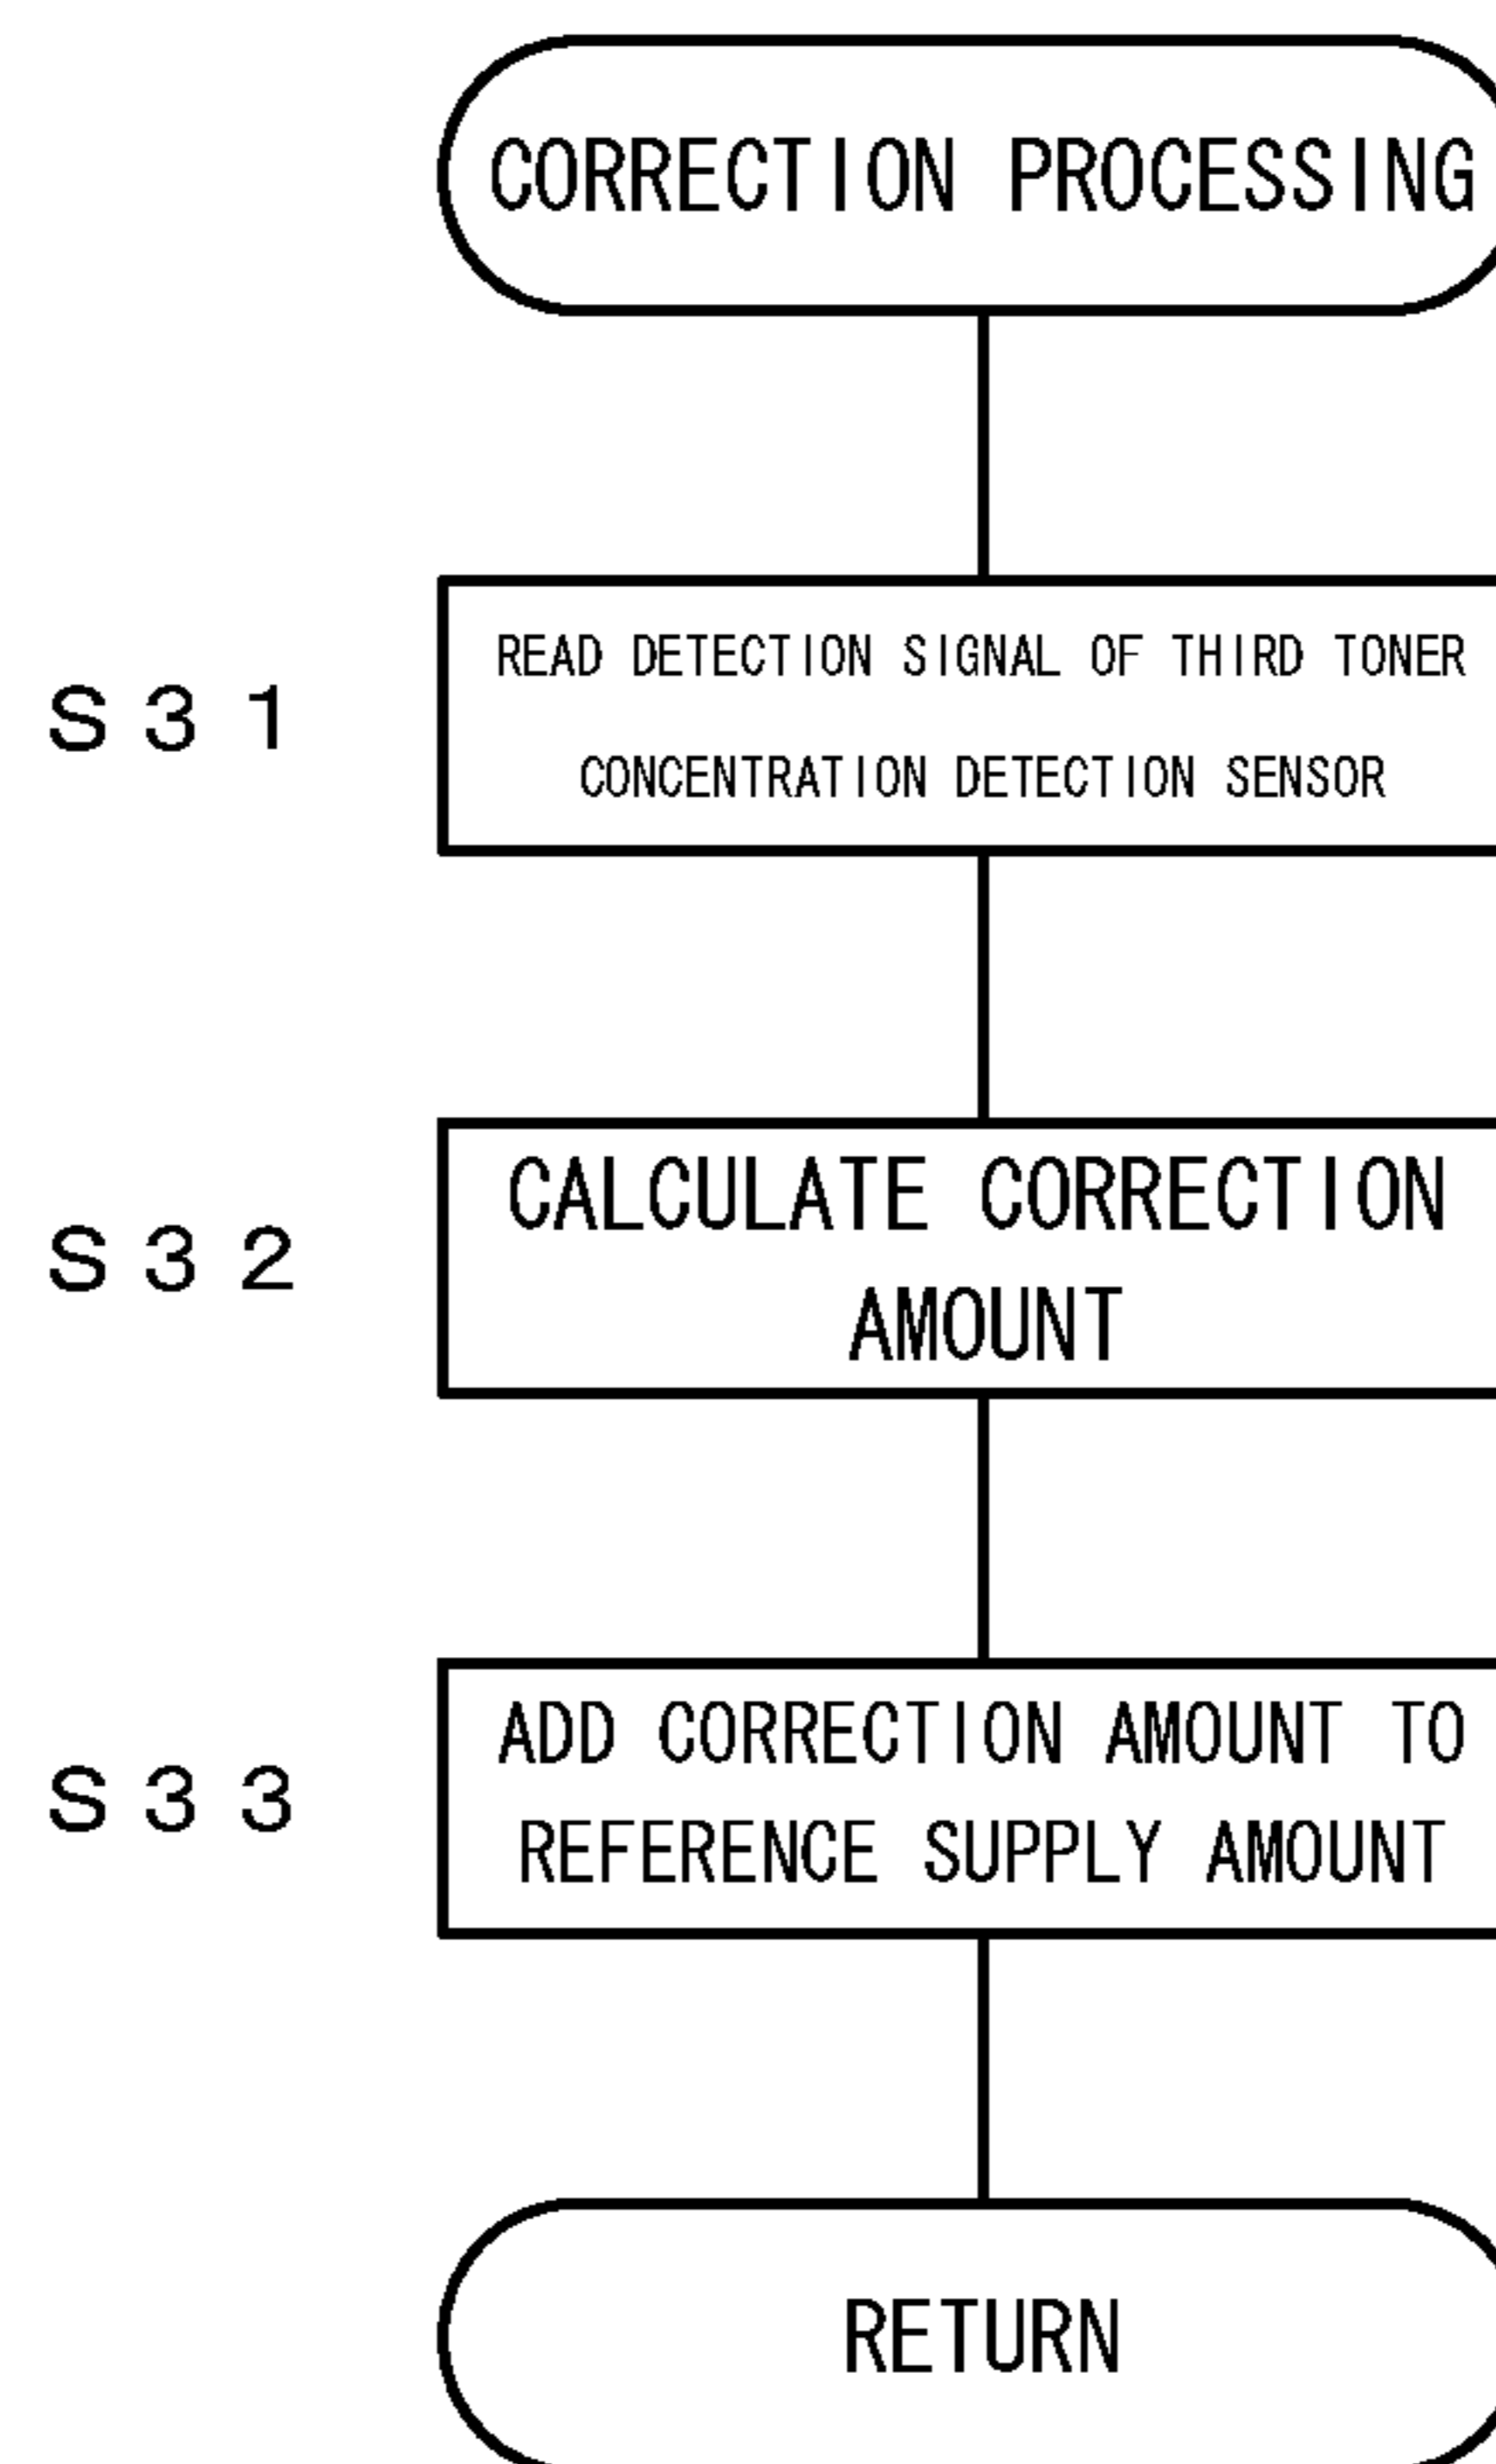 CORRECTION PROCESSING
S31
READ DETECTION SIGNAL OF THIRD TONER
CONCENTRATION DETECTION SENSOR
S32
CALCULATE CORRECTION
AMOUNT
S33
ADD CORRECTION AMOUNT TO
REFERENCE SUPPLY AMOUNT
RETURN